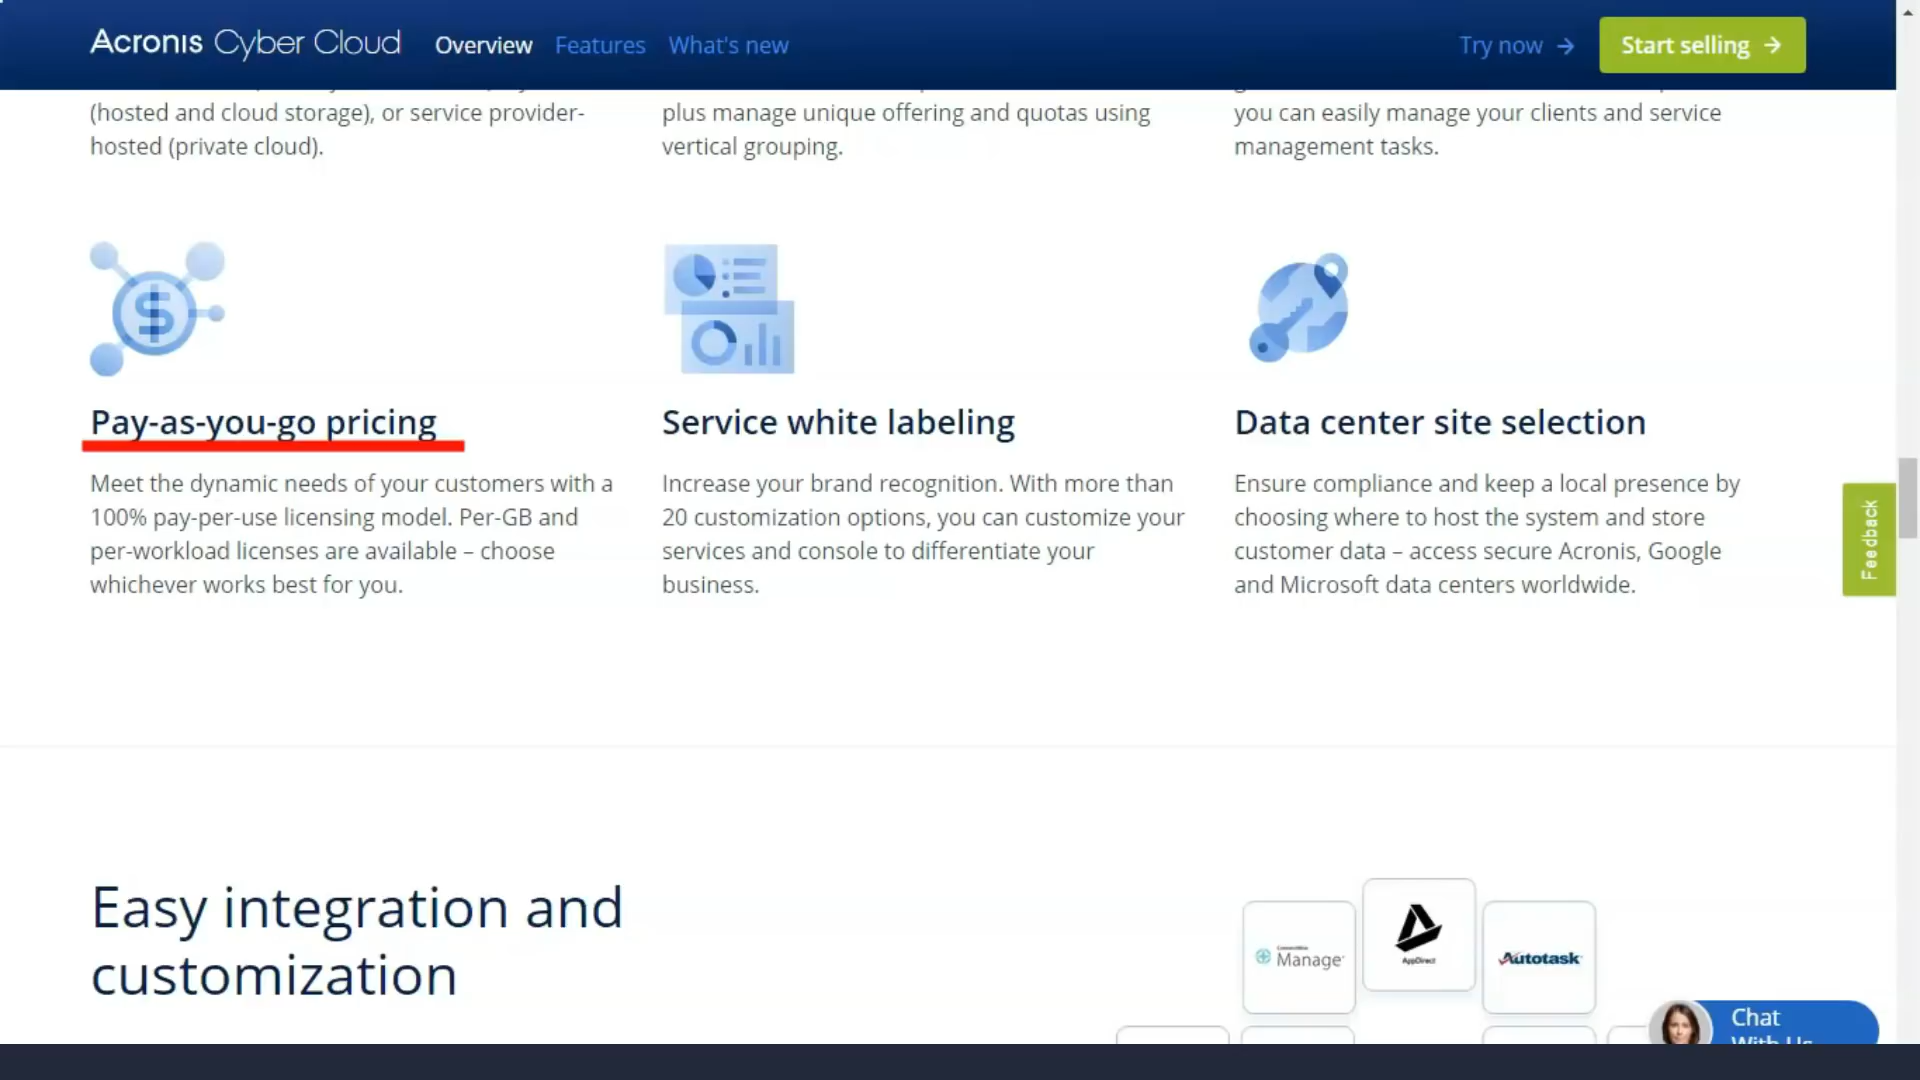 Acronis Cyber Cloud
Overview
Features
What's new
Try now
Start selling
(hosted and cloud storage), or service provider-
hosted (private cloud).
plus manage unique offering and quotas using
vertical grouping.
you can easily manage your clients and service
management tasks.
Pay-as-you-go pricing
Meet the dynamic needs of your customers with a
100% pay-per-use licensing model. Per-GB and
per-workload licenses are available – choose
whichever works best for you.
Service white labeling
Increase your brand recognition. With more than
20 customization options, you can customize your
services and console to differentiate your
business.
Data center site selection
Ensure compliance and keep a local presence by
choosing where to host the system and store
customer data – access secure Acronis, Google
and Microsoft data centers worldwide.
Feedback
Easy integration and
customization
Manage
AppDirect
Autotask
Chat
With Us